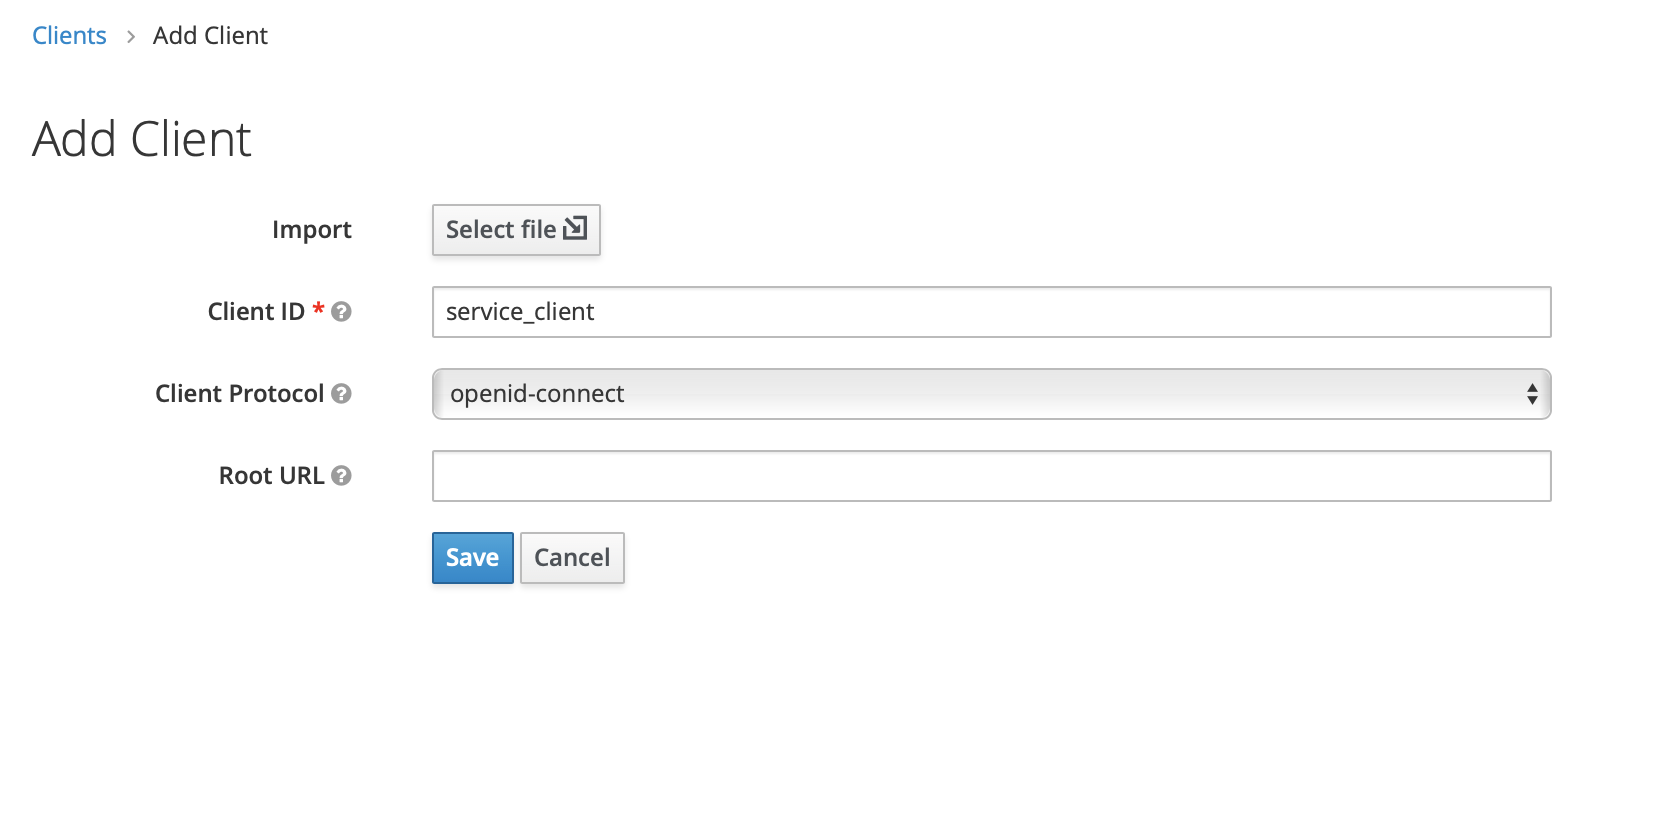 Clients > Add Client
Add Client
Import Select file
Client ID * service_client
Client Protocol openid-connect
Root URL
Save Cancel